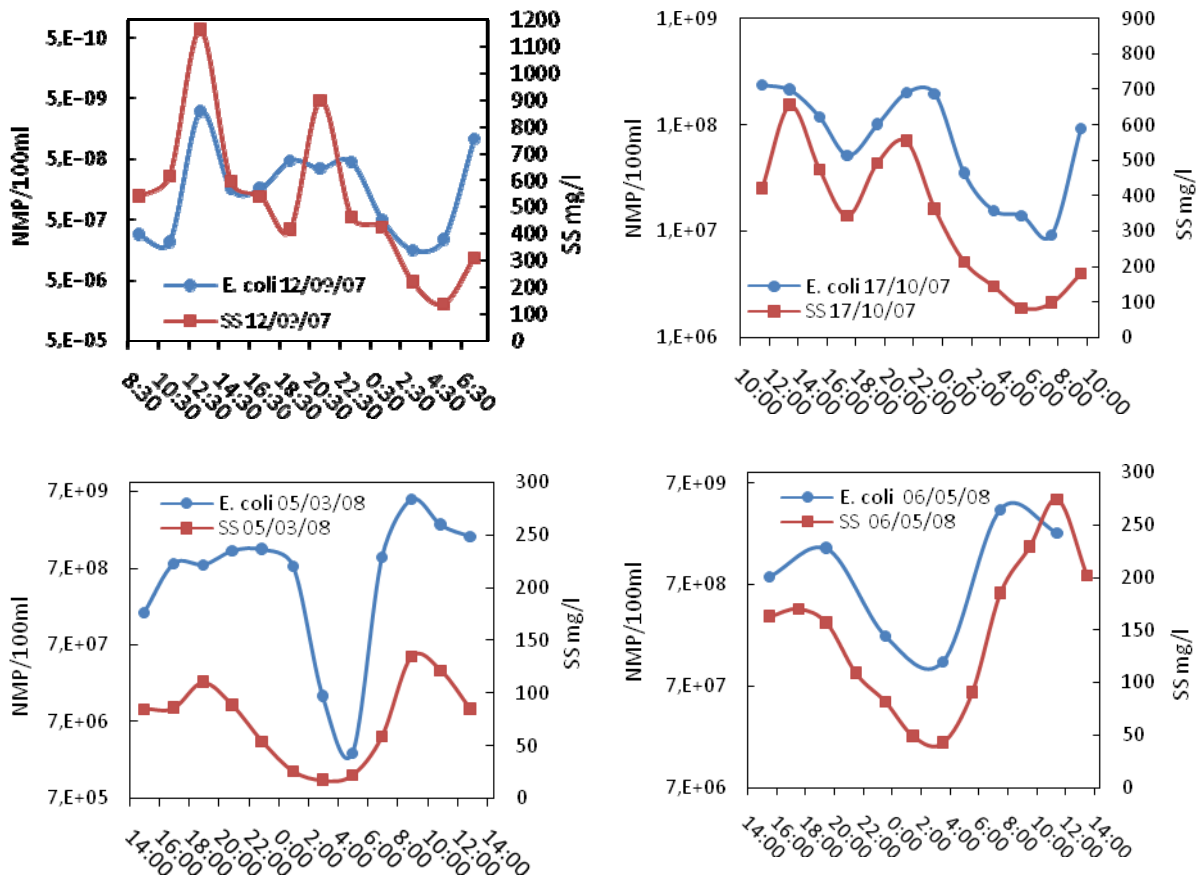 NMP/100ml
5,E-10
5,E-09
5,E-08
5,E-07
5,E-06
5,E-05
1200
1100
1000
900
800
700
600
500
400
300
200
100
0
SS mg/l
E. coli 12/09/07
SS 12/09/07
8:30
10:30
12:30
14:30
16:30
18:30
20:30
22:30
0:30
2:30
4:30
6:30
NMP/100ml
1,E+09
1,E+08
1,E+07
1,E+06
900
800
700
600
500
400
300
200
100
0
SS mg/l
E. coli 17/10/07
SS 17/10/07
10:00
12:00
14:00
16:00
18:00
20:00
22:00
0:00
2:00
4:00
6:00
8:00
10:00
NMP/100ml
7,E+09
7,E+08
7,E+07
7,E+06
7,E+05
300
250
200
150
100
50
0
SS mg/l
E. coli 05/03/08
SS 05/03/08
14:00
16:00
18:00
20:00
22:00
0:00
2:00
4:00
6:00
8:00
10:00
12:00
14:00
NMP/100ml
7,E+09
7,E+08
7,E+07
7,E+06
300
250
200
150
100
50
0
SS mg/l
E. coli 06/05/08
SS 06/05/08
14:00
16:00
18:00
20:00
22:00
0:00
2:00
4:00
6:00
8:00
10:00
12:00
14:00